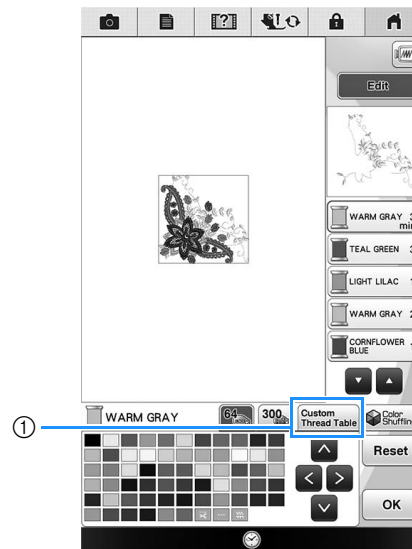 Edit
WARM GRAY
TEAL GREEN
LIGHT LILAC
WARM GRAY
CORNFLOWER
BLUE
WARM GRAY
64
300
Custom
Thread Table
Color
Shuffling
1
Reset
OK